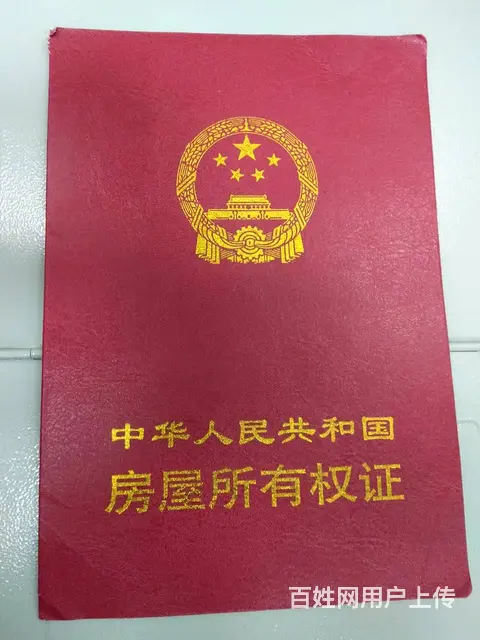 中华人民共和国
房屋所有权证
百姓网用户上传